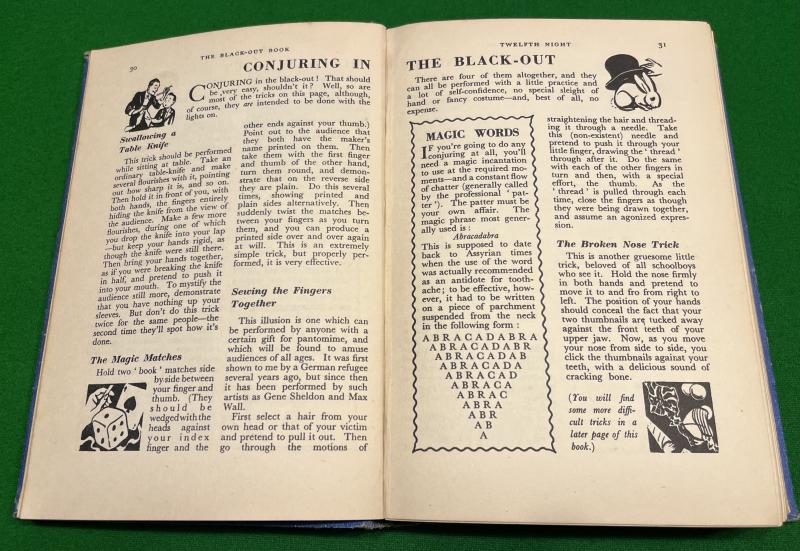 30
THE BLACK-OUT BOOK
CONJURING IN
CONJURING in the black-out! That should
be very easy, shouldn't it? Well, so are
most of the tricks on this page, although,
of course, they are intended to be done with the
lights on.
Swallowing a
Table Knife
This trick should be performed
while sitting at table. Take an
ordinary table-knife and make
several flourishes with it, pointing
out how sharp it is, and so on.
Then hold it in front of you, with
both hands, the fingers entirely
hiding the knife from the view of
the audience. Make a few more
flourishes, during one of which
you drop the knife into your lap
—but keep your hands rigid, as
though the knife were still there.
Then bring your hands together,
as if you were breaking the knife
in half, and pretend to push it
into your mouth. To mystify the
audience still more, demonstrate
that you have nothing up your
sleeves. But don't do this trick
twice for the same people—the
second time they'll spot how it's
done.
The Magic Matches
Hold two 'book' matches side
by side between
your finger and
thumb. (They
should be
wedged with the
heads against
your index
finger and the
other ends against your thumb.)
Point out to the audience that
they both have the maker's
name printed on them. Then
take them with the first finger
and thumb of the other hand,
turn them round, and demon-
strate that on the reverse side
they are plain. Do this several
times, showing printed and
plain sides alternatively. Then
suddenly twist the matches be-
tween your fingers as you turn
them, and you can produce a
printed side over and over again
at will. This is an extremely
simple trick, but properly per-
formed, it is very effective.
Sewing the Fingers
Together
This illusion is one which can
be performed by anyone with a
certain gift for pantomime, and
which will be found to amuse
audiences of all ages. It was first
shown to me by a German refugee
several years ago, but since then
it has been performed by such
artists as Gene Sheldon and Max
Wall.
First select a hair from your
own head or that of your victim
and pretend to pull it out. Then
go through the motions of
TWELFTH NIGHT
31
THE BLACK-OUT
There are four of them altogether, and they
can all be performed with a little practice and
a lot of self-confidence, no special sleight of
hand or fancy costume—and, best of all, no
expense.
MAGIC WORDS
If you're going to do any
conjuring at all, you'll
need a magic incantation
to use at the required mo-
ments—and a constant flow
of chatter (generally called
by the professional 'pat-
ter'). The patter must be
your own affair. The
magic phrase most gener-
ally used is :
Abracadabra
This is supposed to date
back to Assyrian times
when the use of the word
was actually recommended
as an antidote for tooth-
ache; to be effective, how-
ever, it had to be written
on a piece of parchment
suspended from the neck
in the following form :
ABRACADABRA
ABRACADABR
ABRACADAB
ABRACADA
ABRACAD
ABRACA
ABRAC
ABRA
ABR
AB
A
straightening the hair and thread-
ing it through a needle. Take
this (non-existent) needle and
pretend to push it through your
little finger, drawing the 'thread'
through after it. Do the same
with each of the other fingers in
turn and then, with a special
effort, the thumb. As the
'thread' is pulled through each
time, close the fingers as though
they were being drawn together,
and assume an agonized expres-
sion.
The Broken Nose Trick
This is another gruesome little
trick, beloved of all schoolboys
who see it. Hold the nose firmly
in both hands and pretend to
move it to and fro from right to
left. The position of your hands
should conceal the fact that your
two thumbnails are tucked away
against the front teeth of your
upper jaw. Now, as you move
your nose from side to side, you
click the thumbnails against your
teeth, with a delicious sound of
cracking bone.
(You will find
some more diffi-
cult tricks in a
later page of this
book.)